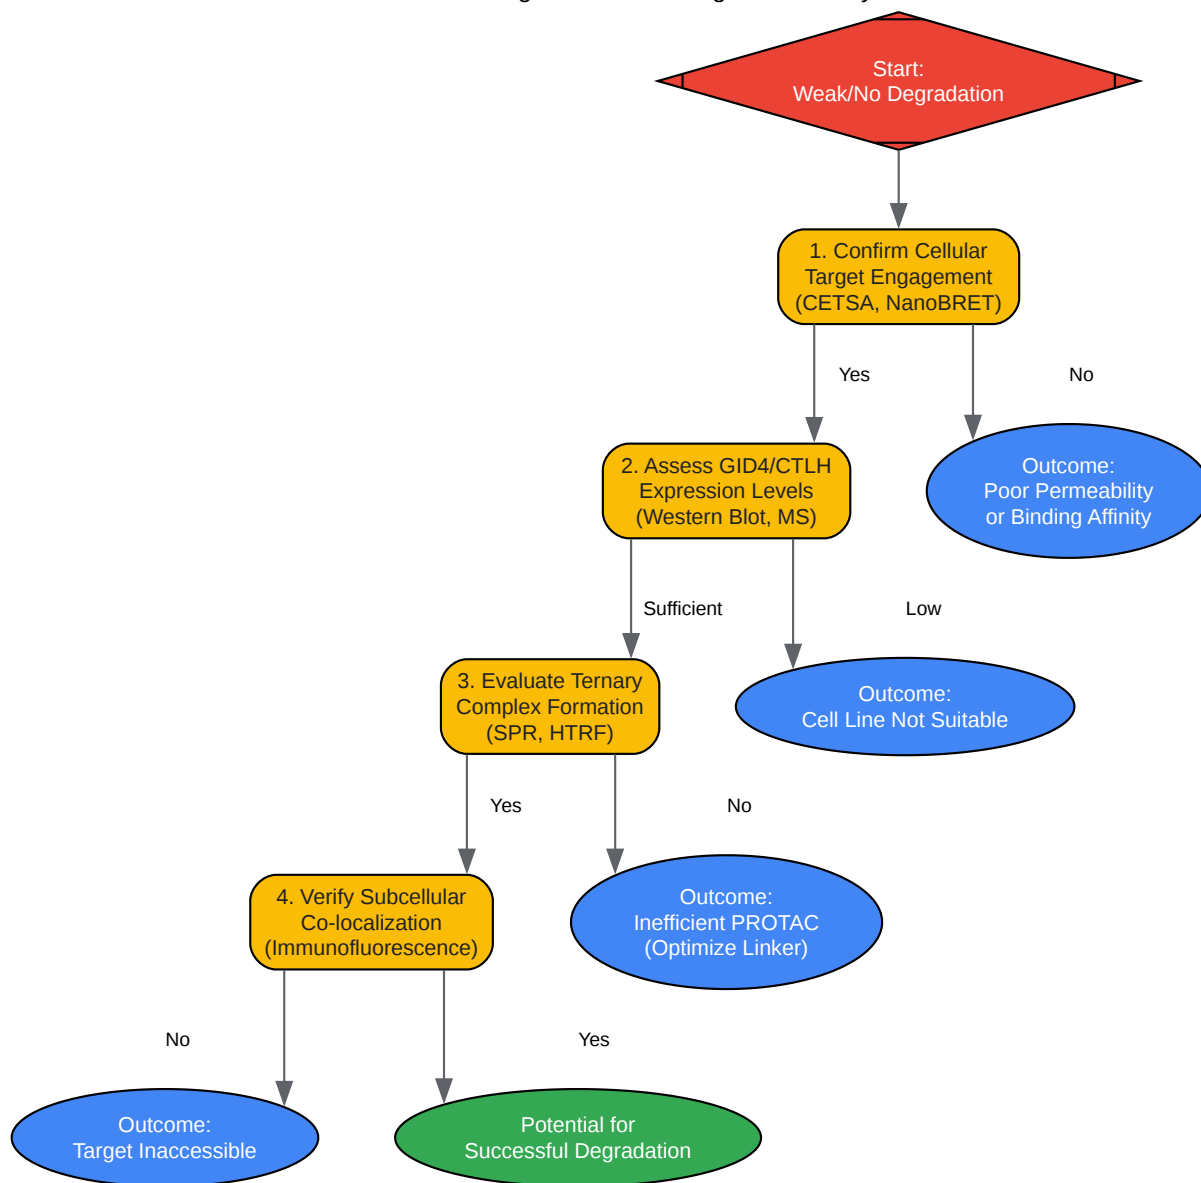 Start:
Weak/No Degradation
1. Confirm Cellular
Target Engagement
(CETSA, NanoBRET)
Yes
No
2. Assess GID4/CTLH
Expression Levels
(Western Blot, MS)
Outcome:
Poor Permeability
or Binding Affinity
Sufficient
Low
3. Evaluate Ternary
Complex Formation
(SPR, HTRF)
Outcome:
Cell Line Not Suitable
Yes
No
4. Verify Subcellular
Co-localization
(Immunofluorescence)
Outcome:
Inefficient PROTAC
(Optimize Linker)
No
Yes
Outcome:
Target Inaccessible
Potential for
Successful Degradation